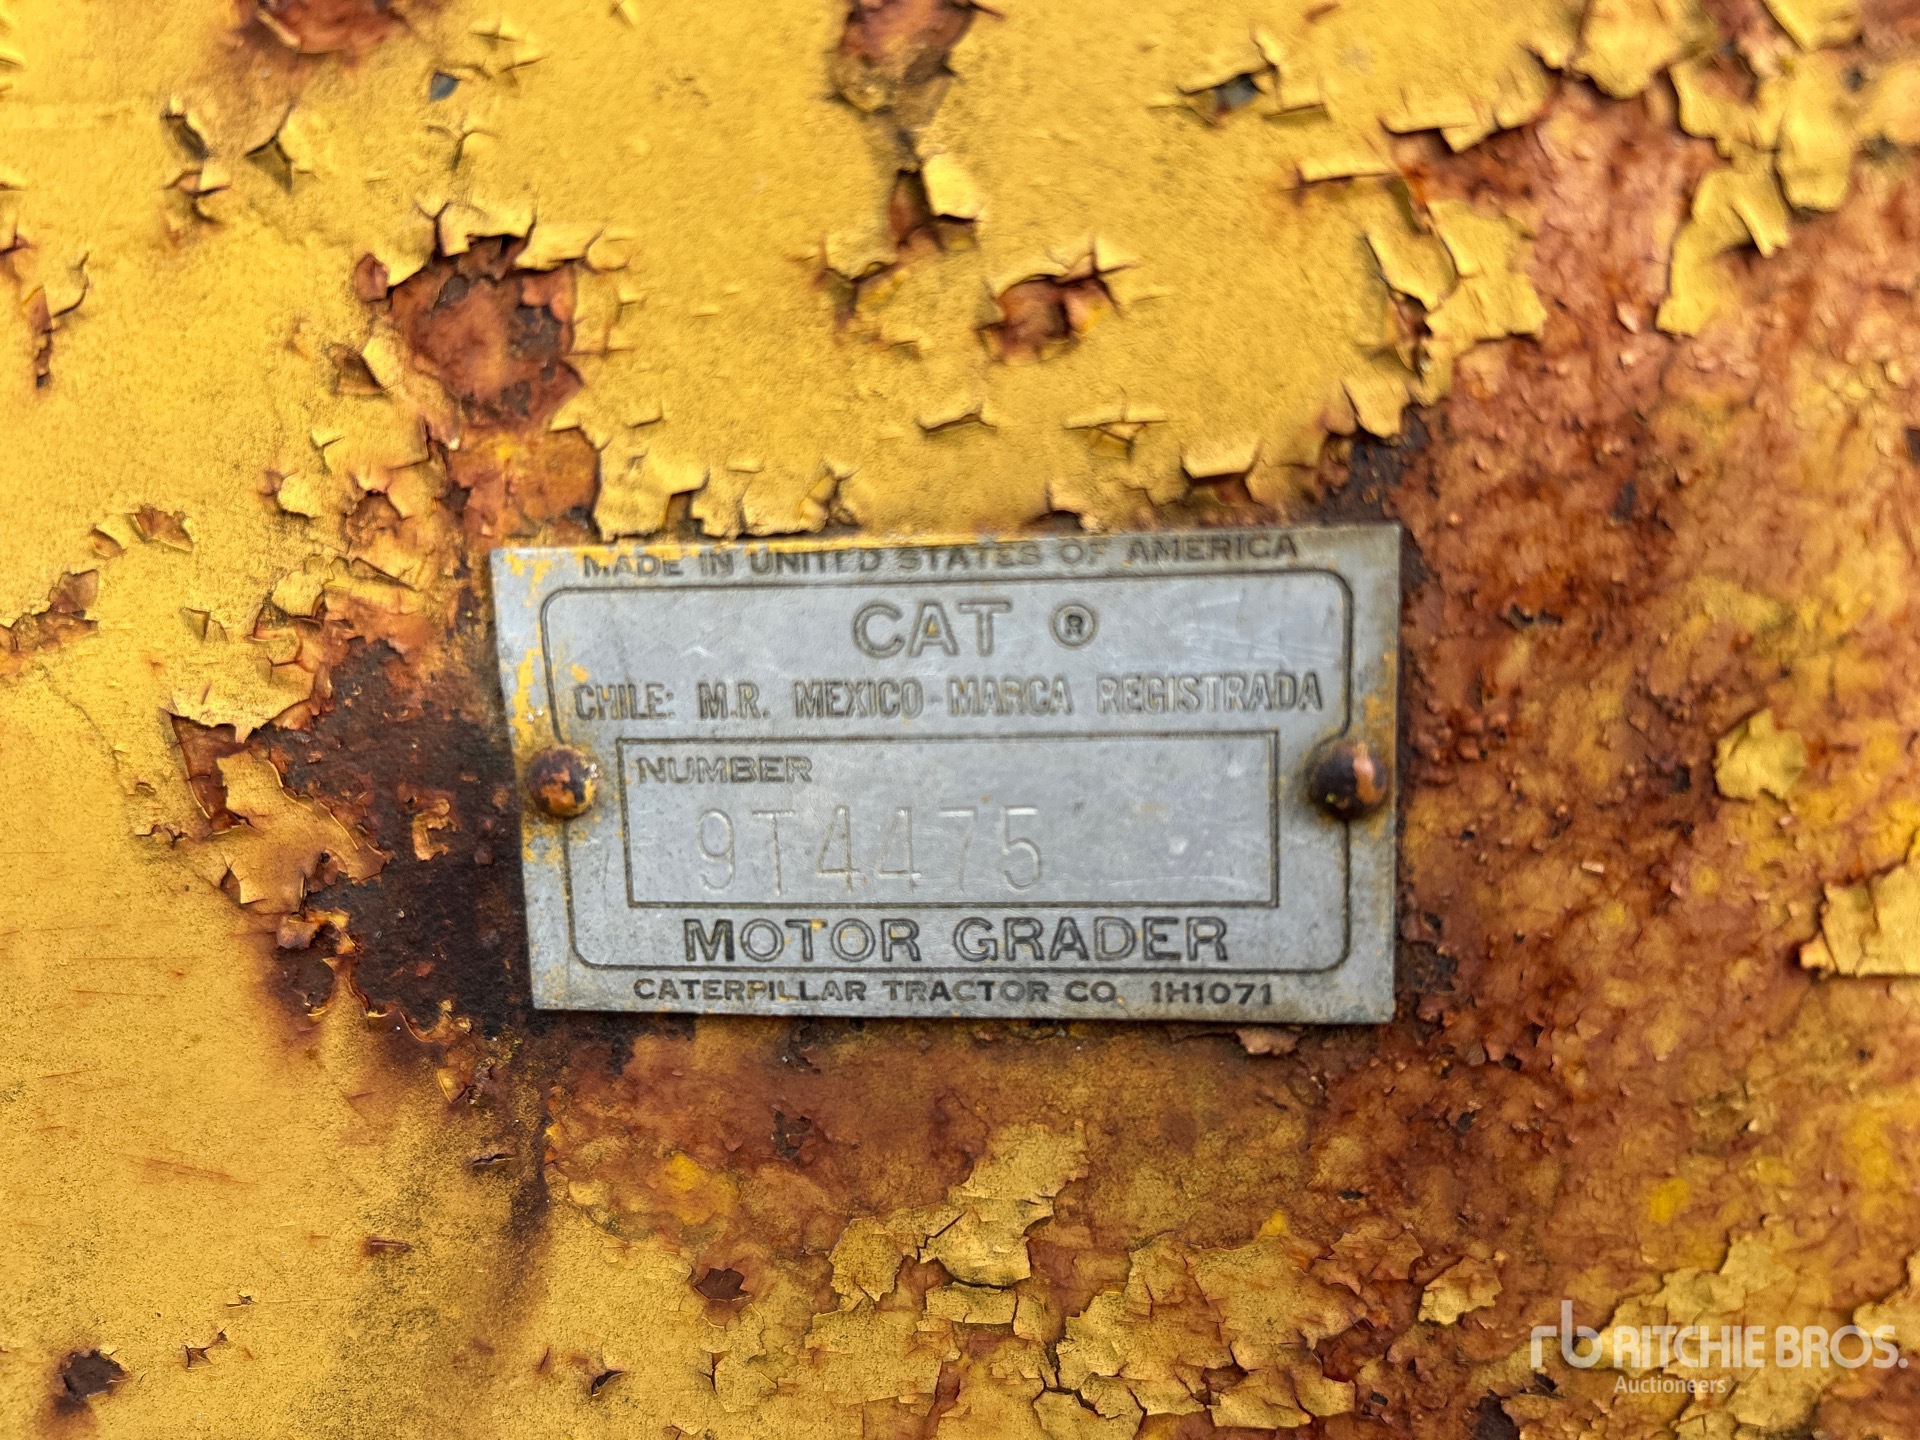 MADE IN UNITED STATES OF AMERICA
CAT ®
CHILE: M.R. MEXICO-MARCA REGISTRADA
NUMBER
9T4475
MOTOR GRADER
CATERPILLAR TRACTOR CO. 1H1071
rb RITCHIE BROS.
Auctioneers